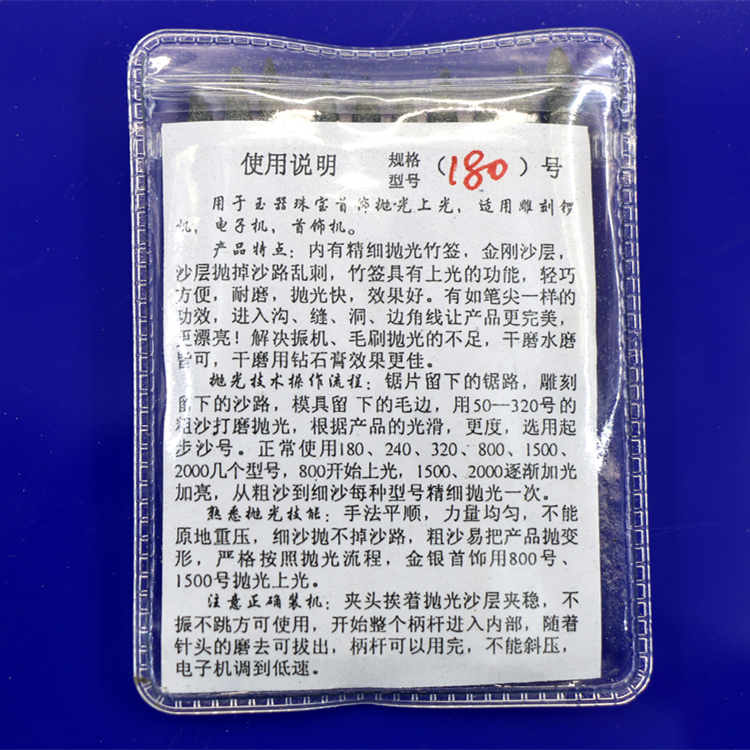 使用说明 规格型号（180）号
用于玉器珠宝首饰抛光上光，适用雕刻锣
机，电子机，首饰机。
产品特点：内有精细抛光竹签，金刚沙层，
沙层抛掉沙路乱刺，竹签具有上光的功能，轻巧
方便，耐磨，抛光快，效果好。有如笔尖一样的
功效，进入沟、缝、洞、边角线让产品更完美，
更漂亮！解决振机、毛刷抛光的不足，干磨水磨
皆可，干磨用钻石膏效果更佳。
抛光技术操作流程：锯片留下的锯路，雕刻
留下的沙路，模具留 下的毛边，用50—320号的
粗沙打磨抛光，根据产品的光滑，更度，选用起
步沙号。正常使用180、240、320、800、1500、
2000几个型号，800开始上光，1500、2000逐渐加光
加亮，从粗沙到细沙每种型号精细抛光一次。
熟悉抛光技能：手法平顺，力量均匀，不能
原地重压，细沙抛不掉沙路，粗沙易把产品抛变
形，严格按照抛光流程，金银首饰用800号、
1500号抛光上光。
注意正确装机：夹头挨着抛光沙层夹稳，不
振不跳方可使用，开始整个柄杆进入内部，随着
针头的磨去可拔出，柄杆可以用完，不能斜压，
电子机调到低速。